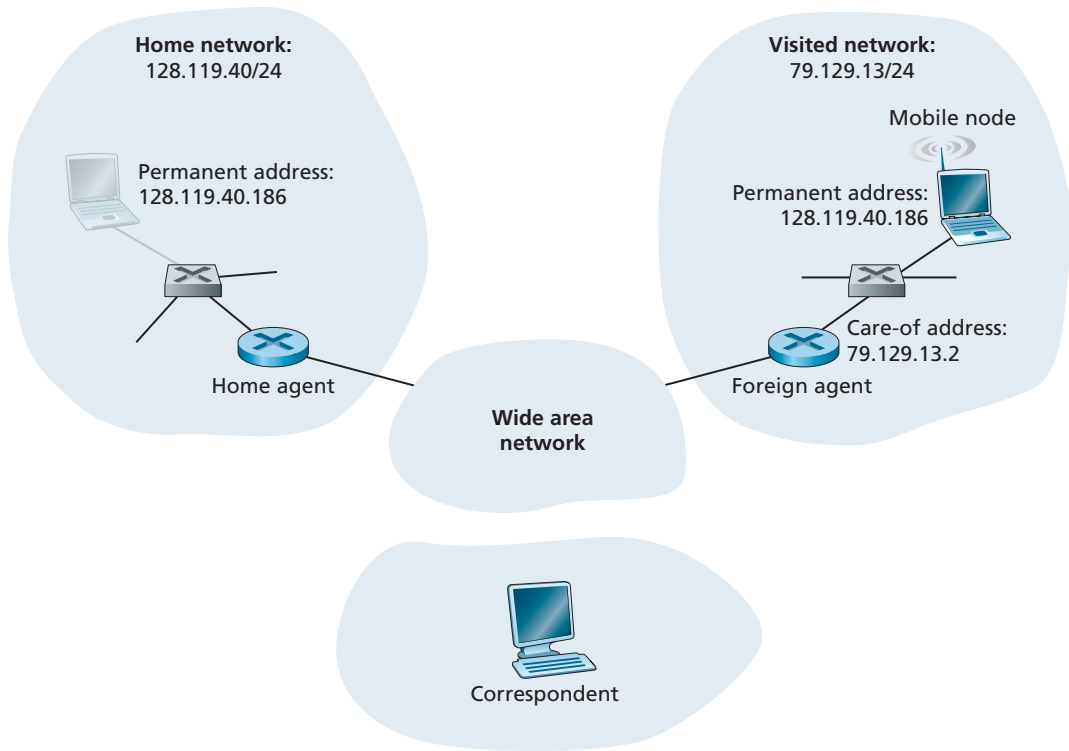 Home network:
128.119.40/24
Visited network:
79.129.13/24
Mobile node
Permanent address:
128.119.40.186
Permanent address:
128.119.40.186
Care-of address:
79.129.13.2
Home agent
Foreign agent
Wide area
network
Correspondent